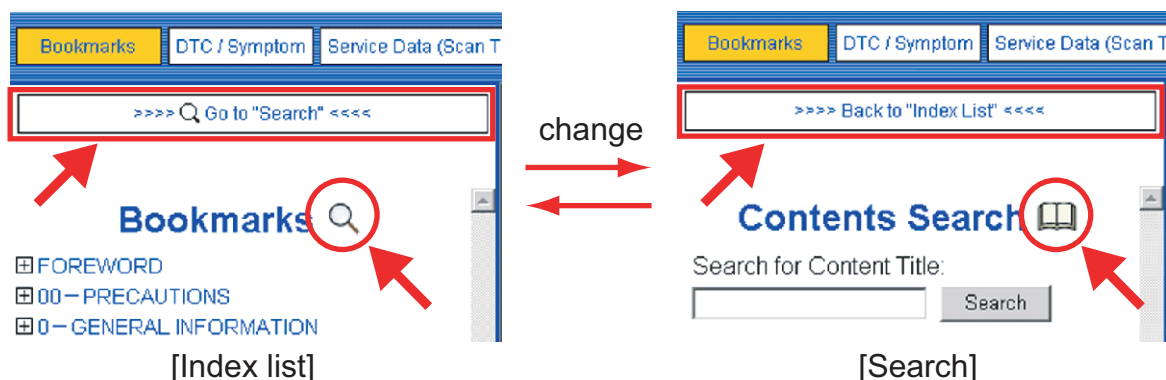 Bookmarks DTC / Symptom Service Data (Scan T
>>>> Go to "Search" <<<<
Bookmarks
FOREWORD
00-PRECAUTIONS
0-GENERAL INFORMATION
[Index list]
change
Bookmarks DTC / Symptom Service Data (Scan T
>>>> Back to "Index List" <<<<
Contents Search
Search for Content Title:
Search
[Search]